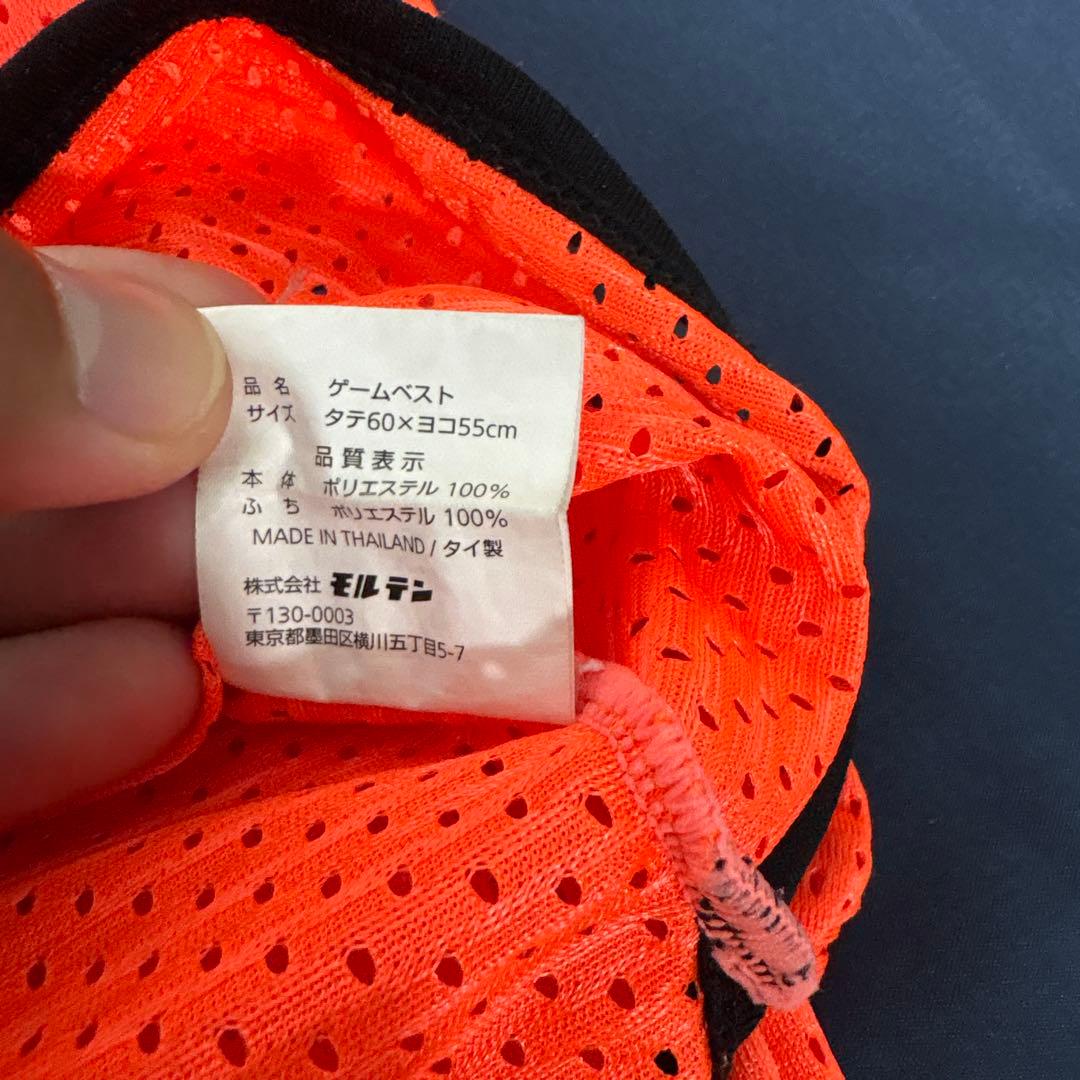 品名 ゲームベスト
サイズ タテ60×ヨコ55cm
品質表示
本体 ポリエステル 100%
ふち ポリエステル 100%
MADE IN THAILAND / タイ製
株式会社 モルテン
〒130-0003
東京都墨田区横川五丁目5-7